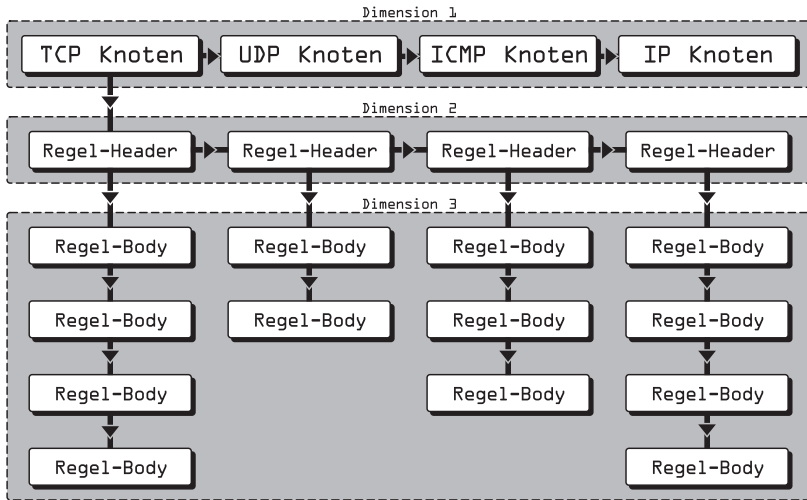 Dimension 1
TCP Knoten UDP Knoten ICMP Knoten IP Knoten
Dimension 2
Regel-Header Regel-Header Regel-Header Regel-Header
Dimension 3
Regel-Body Regel-Body Regel-Body Regel-Body
Regel-Body Regel-Body Regel-Body Regel-Body
Regel-Body Regel-Body Regel-Body
Regel-Body Regel-Body